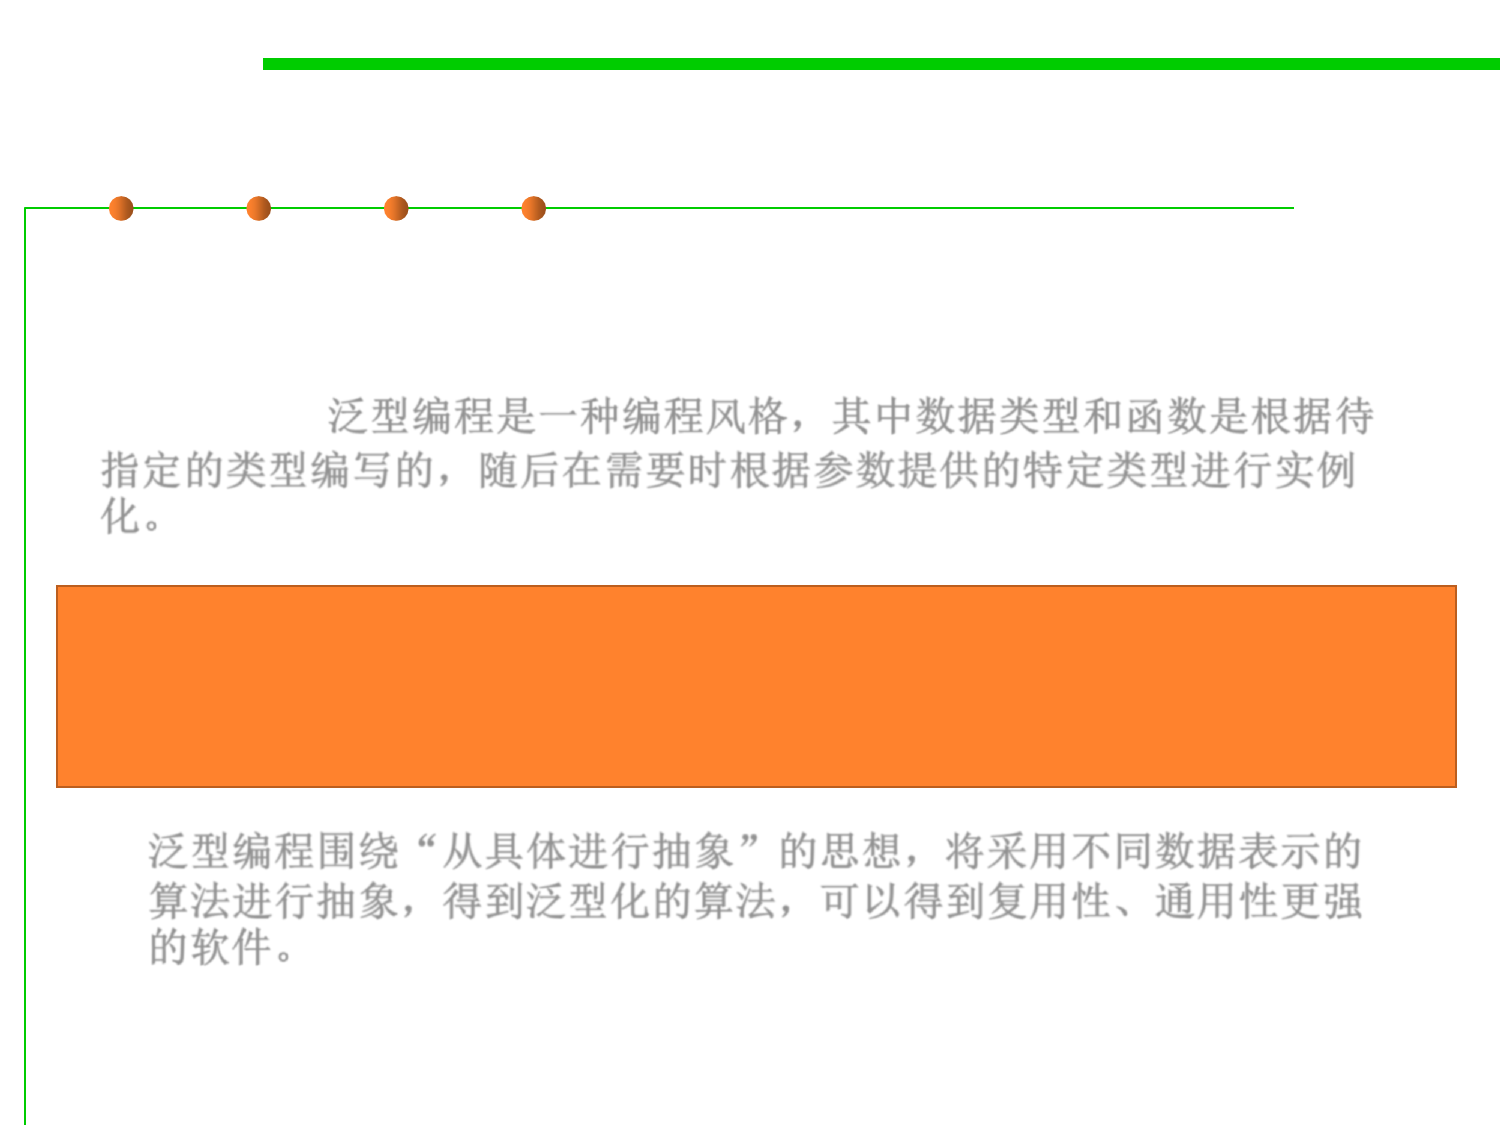 泛型编程是一种编程风格，其中数据类型和函数是根据待
指定的类型编写的，随后在需要时根据参数提供的特定类型进行实例
化。
泛型编程围绕“从具体进行抽象”的思想，将采用不同数据表示的
算法进行抽象，得到泛型化的算法，可以得到复用性、通用性更强
的软件。